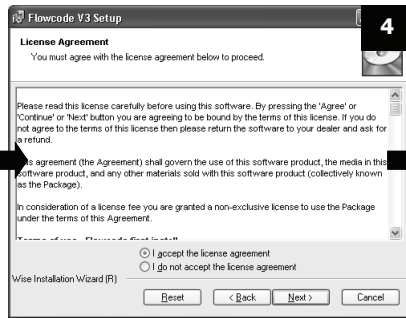 Flowcode V3 Setup
4
License Agreement
You must agree with the license agreement below to proceed.
Please read this license carefully before using this software. By pressing the 'Agree' or
'Continue' or 'Next' button you are agreeing to be bound by the terms of this license. If you do
not agree to the terms of this license then please return the software to your dealer and ask for
a refund.
agreement (the Agreement) shall govern the use of this software product, the media in this
software product, and any other materials sold with this software product (collectively known
as the Package).
In consideration of a license fee you are granted a non-exclusive license to use the Package
under the terms of this Agreement.
Terms of use - Flowcode first install
I accept the license agreement
I do not accept the license agreement
Wise Installation Wizard (R)
Reset
< Back
Next >
Cancel